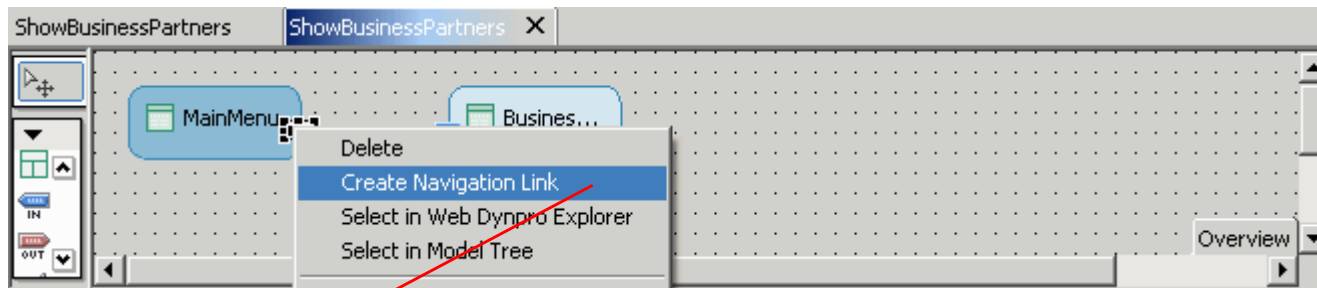 ShowBusinessPartners
ShowBusinessPartners
MainMenu
Busines...
Delete
Create Navigation Link
Select in Web Dynpro Explorer
Select in Model Tree
IN
OUT
Overview